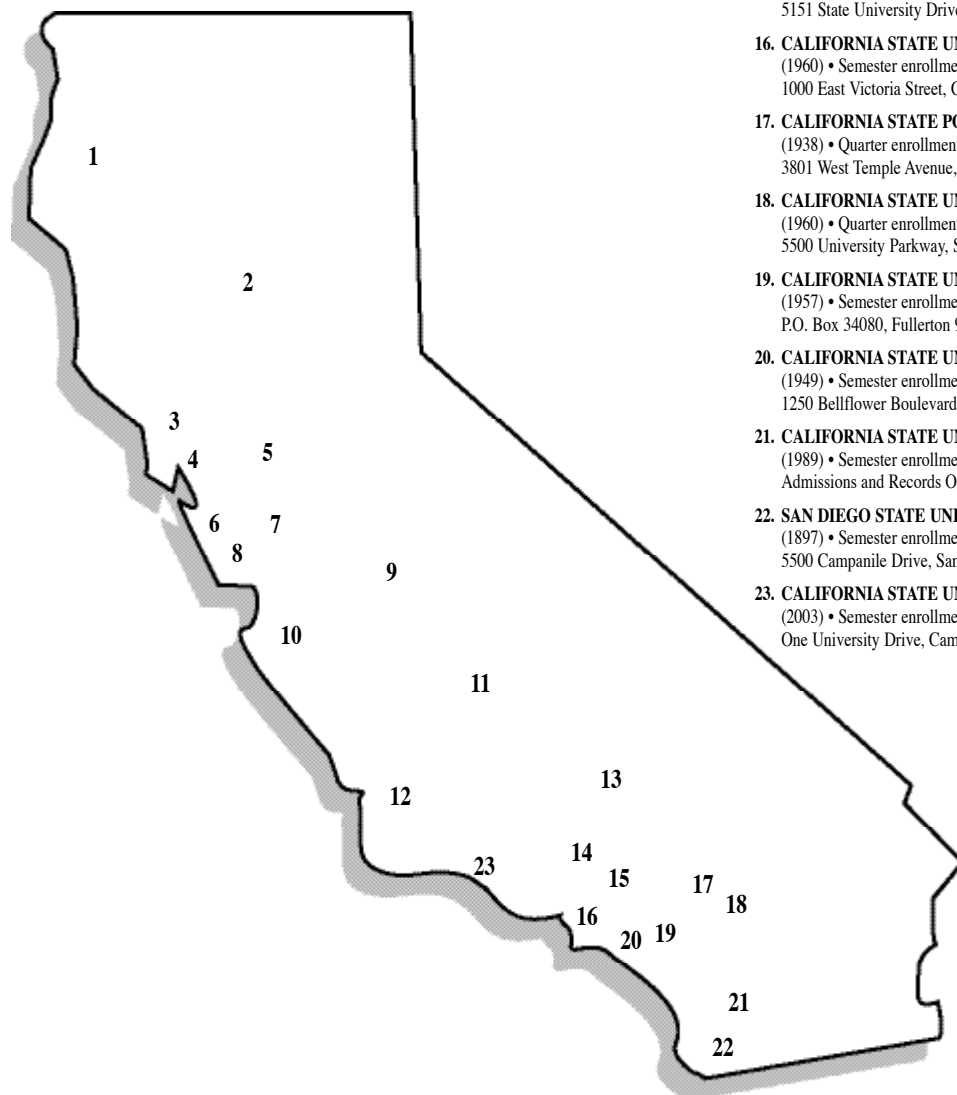 1
2
3
4
5
6
7
8
9
10
11
12
13
14
15
16
17
18
19
20
21
22
23
5151 State University Drive
16. CALIFORNIA STATE UN
(1960) • Semester enrollme
1000 East Victoria Street, C
17. CALIFORNIA STATE PO
(1938) • Quarter enrollment
3801 West Temple Avenue,
18. CALIFORNIA STATE UN
(1960) • Quarter enrollment
5500 University Parkway, S
19. CALIFORNIA STATE UN
(1957) • Semester enrollme
P.O. Box 34080, Fullerton 9
20. CALIFORNIA STATE UN
(1949) • Semester enrollme
1250 Bellflower Boulevard
21. CALIFORNIA STATE UN
(1989) • Semester enrollme
Admissions and Records O
22. SAN DIEGO STATE UNI
(1897) • Semester enrollme
5500 Campanile Drive, San
23. CALIFORNIA STATE UN
(2003) • Semester enrollme
One University Drive, Cam